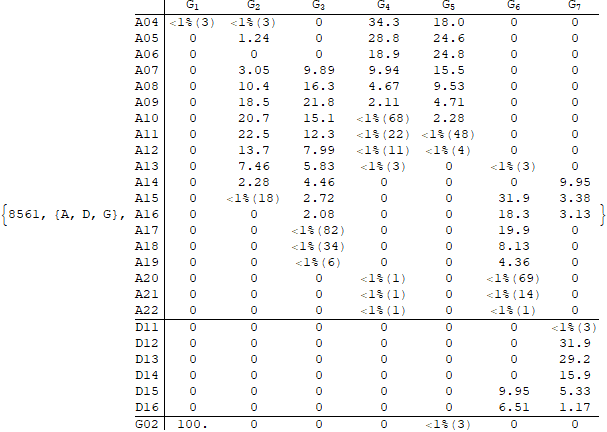 G1 G2 G3 G4 G5 G6 G7
A04 <1%(3) <1%(3) 0 34.3 18.0 0 0
A05 0 1.24 0 28.8 24.6 0 0
A06 0 0 0 18.9 24.8 0 0
A07 0 3.05 9.89 9.94 15.5 0 0
A08 0 10.4 16.3 4.67 9.53 0 0
A09 0 18.5 21.8 2.11 4.71 0 0
A10 0 20.7 15.1 <1%(68) 2.28 0 0
A11 0 22.5 12.3 <1%(22) <1%(48) 0 0
A12 0 13.7 7.99 <1%(11) <1%(4) 0 0
A13 0 7.46 5.83 <1%(3) 0 <1%(3) 0
A14 0 2.28 4.46 0 0 0 9.95
A15 0 <1%(18) 2.72 0 0 31.9 3.38
{8561, {A, D, G}, A16 0 0 2.08 0 0 18.3 3.13 }
A17 0 0 <1%(82) 0 0 19.9 0
A18 0 0 <1%(34) 0 0 8.13 0
A19 0 0 <1%(6) 0 0 4.36 0
A20 0 0 0 <1%(1) 0 <1%(69) 0
A21 0 0 0 <1%(1) 0 <1%(14) 0
A22 0 0 0 <1%(1) 0 <1%(1) 0
D11 0 0 0 0 0 0 <1%(3)
D12 0 0 0 0 0 0 31.9
D13 0 0 0 0 0 0 29.2
D14 0 0 0 0 0 0 15.9
D15 0 0 0 0 0 9.95 5.33
D16 0 0 0 0 0 6.51 1.17
G02 100. 0 0 0 <1%(3) 0 0